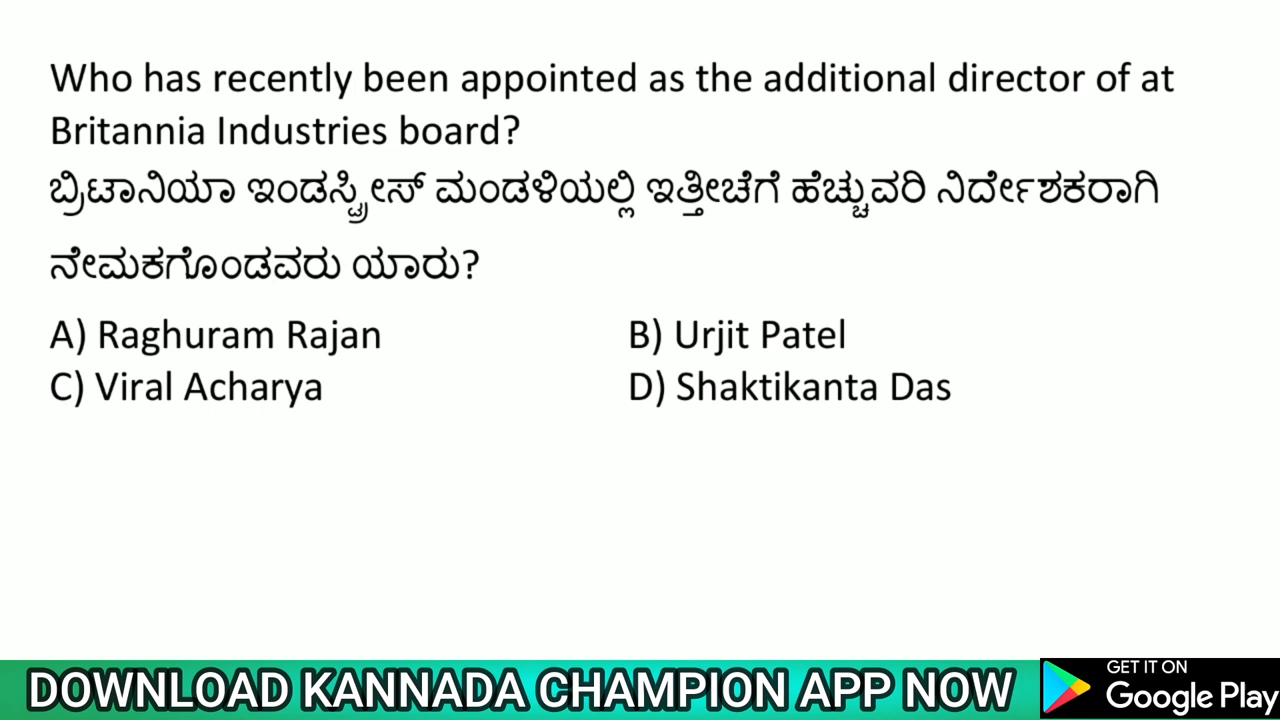 Who has recently been appointed as the additional director of at
Britannia Industries board?
ಬ್ರಿಟಾನಿಯಾ ಇಂಡಸ್ಟ್ರೀಸ್ ಮಂಡಳಿಯಲ್ಲಿ ಇತ್ತೀಚೆಗೆ ಹೆಚ್ಚುವರಿ ನಿರ್ದೇಶಕರಾಗಿ
ನೇಮಕಗೊಂಡವರು ಯಾರು?
A) Raghuram Rajan B) Urjit Patel
C) Viral Acharya D) Shaktikanta Das
DOWNLOAD KANNADA CHAMPION APP NOW
GET IT ON
Google Play